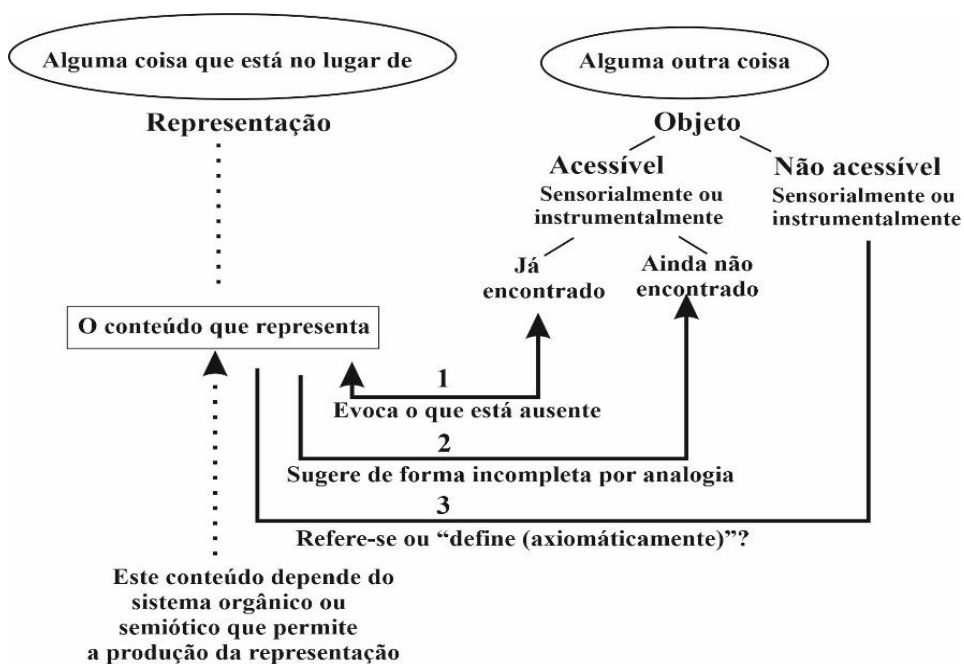 Alguma coisa que está no lugar de
Alguma outra coisa
Representação
Objeto
Acessível
Sensorialmente ou
instrumentalmente
Não acessível
Sensorialmente ou
instrumentalmente
Já
encontrado
Ainda não
encontrado
O conteúdo que representa
1
Evoca o que está ausente
2
Sugere de forma incompleta por analogia
3
Refere-se ou “define (axiomáticamente)”?
Este conteúdo depende do
sistema orgânico ou
semiótico que permite
a produção da representação